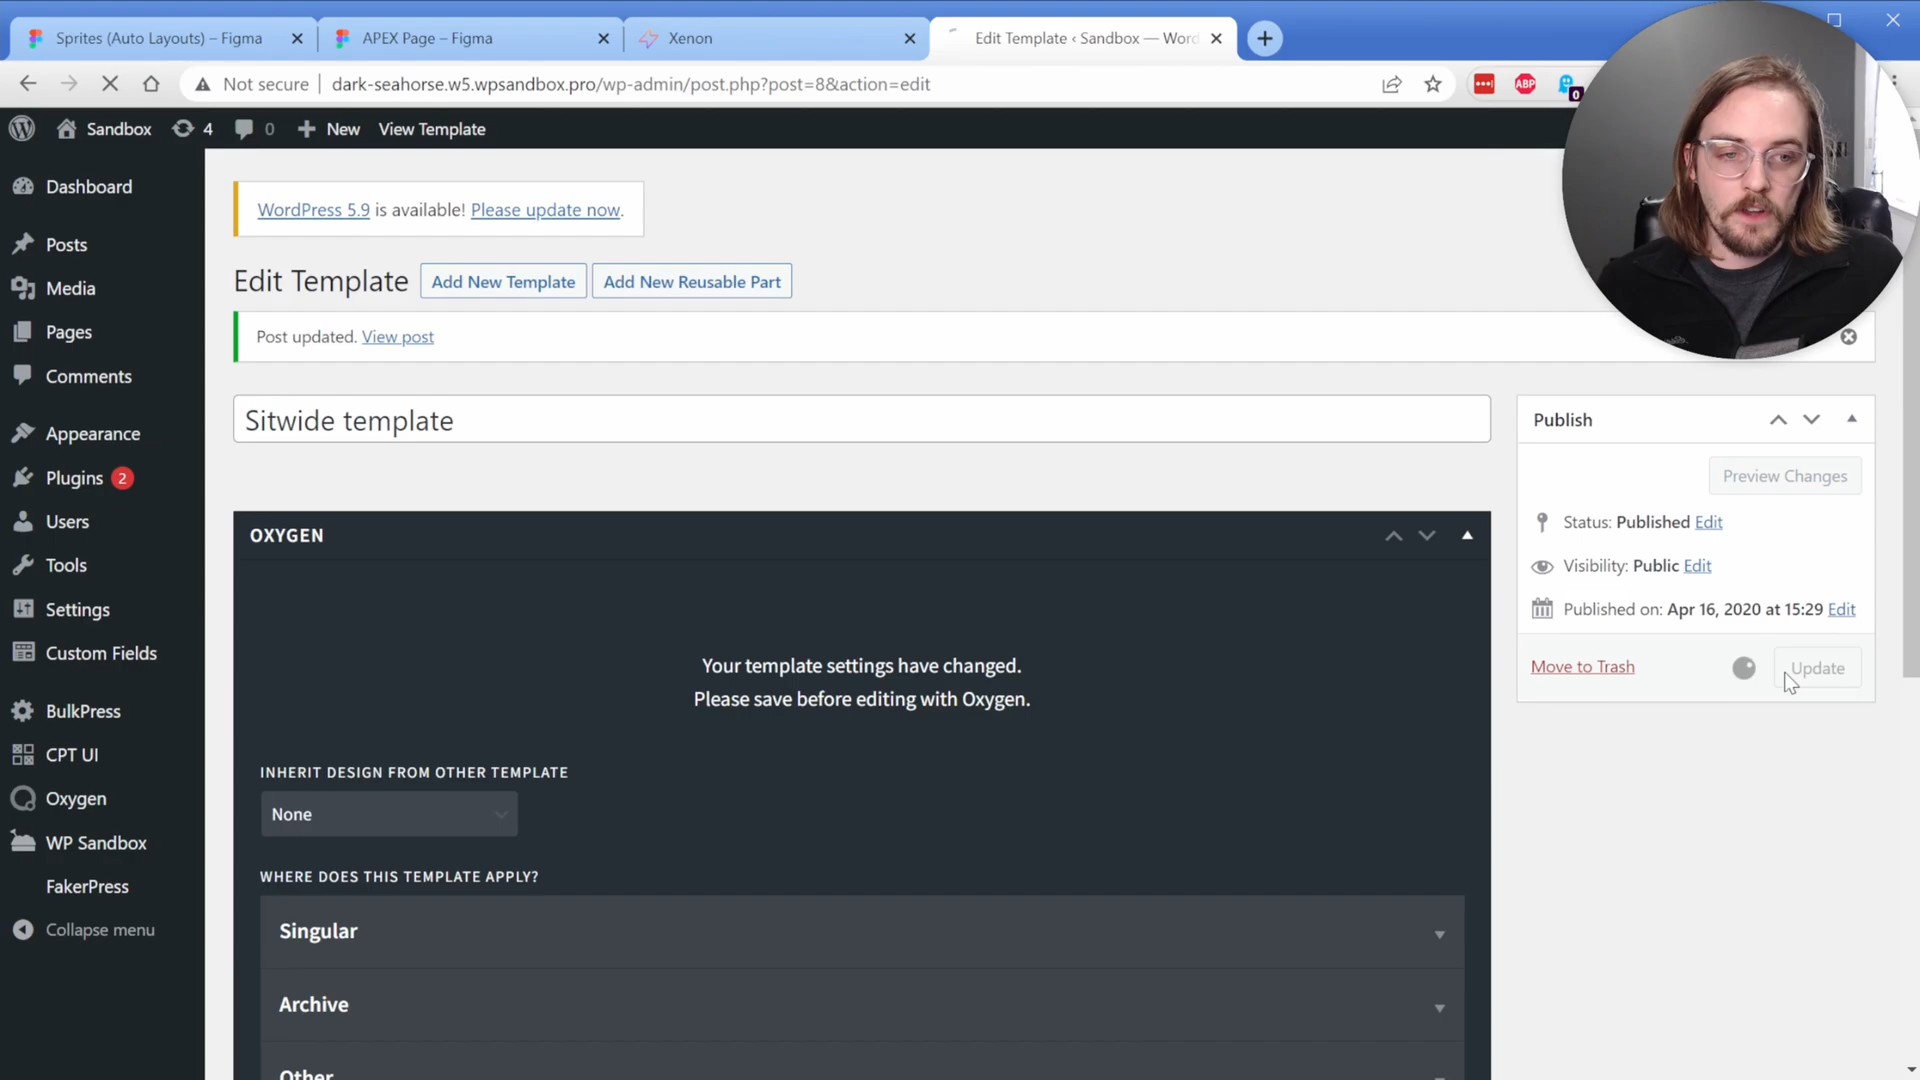 Sprites (Auto Layouts) – Figma
APEX Page – Figma
Xenon
Edit Template ‹ Sandbox — Word
Not secure
dark-seahorse.w5.wpsandbox.pro/wp-admin/post.php?post=8&action=edit
ABP
0
Sandbox
4
0
New
View Template
Dashboard
Posts
Media
Pages
Comments
Appearance
Plugins 2
Users
Tools
Settings
Custom Fields
BulkPress
CPT UI
Oxygen
WP Sandbox
FakerPress
Collapse menu
WordPress 5.9 is available! Please update now.
Edit Template
Add New Template
Add New Reusable Part
Post updated. View post
Sitwide template
OXYGEN
Your template settings have changed.
Please save before editing with Oxygen.
INHERIT DESIGN FROM OTHER TEMPLATE
None
WHERE DOES THIS TEMPLATE APPLY?
Singular
Archive
Other
Publish
Preview Changes
Status: Published Edit
Visibility: Public Edit
Published on: Apr 16, 2020 at 15:29 Edit
Move to Trash
Update